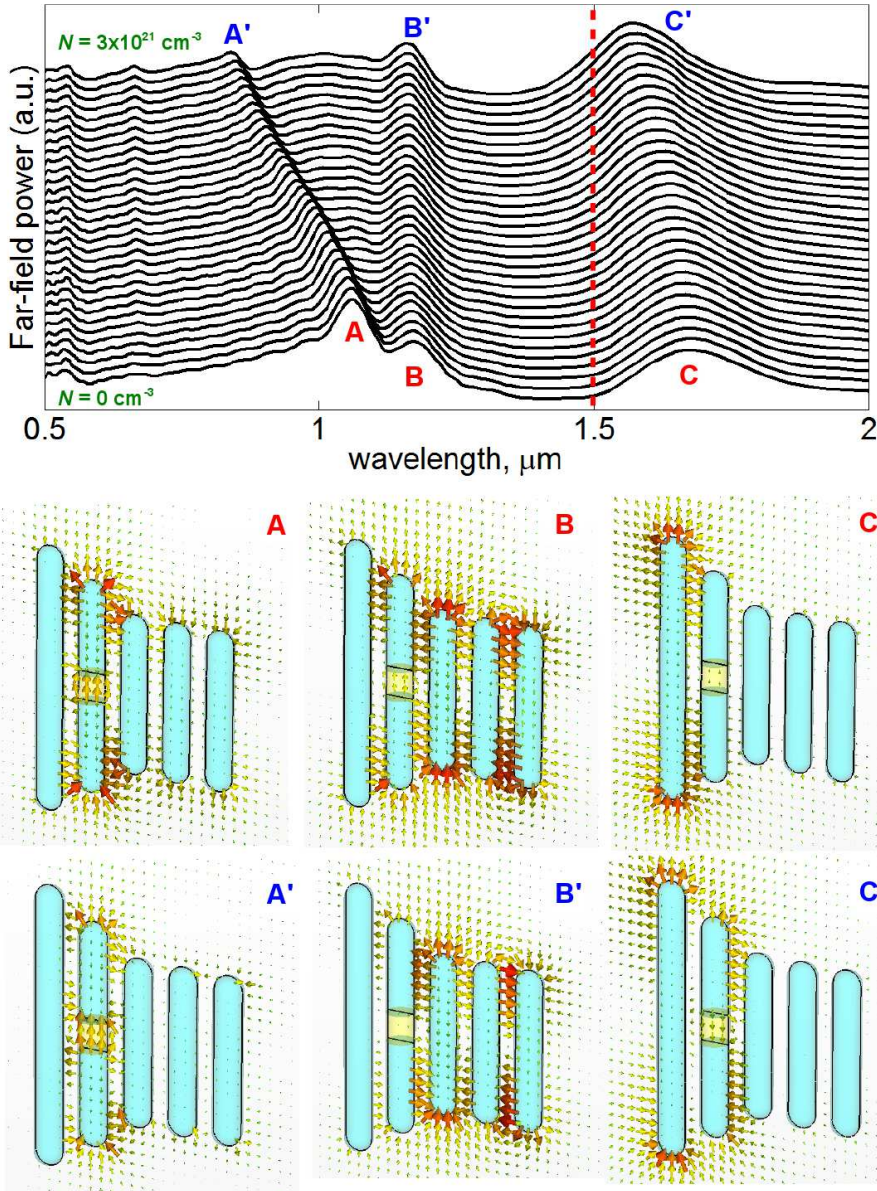 A' B' C'
N = 3x10²¹ cm⁻³
Far-field power (a.u.)
A
B
C
N = 0 cm⁻³
0.5 1 1.5 2
wavelength, μm
A B C
A' B' C